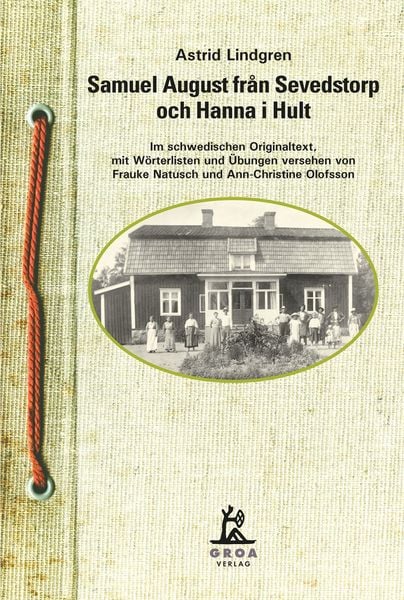 Astrid Lindgren
Samuel August från Sevedstorp
och Hanna i Hult
Im schwedischen Originaltext,
mit Wörterlisten und Übungen versehen von
Frauke Natusch und Ann-Christine Olofsson
GROA
VERLAG